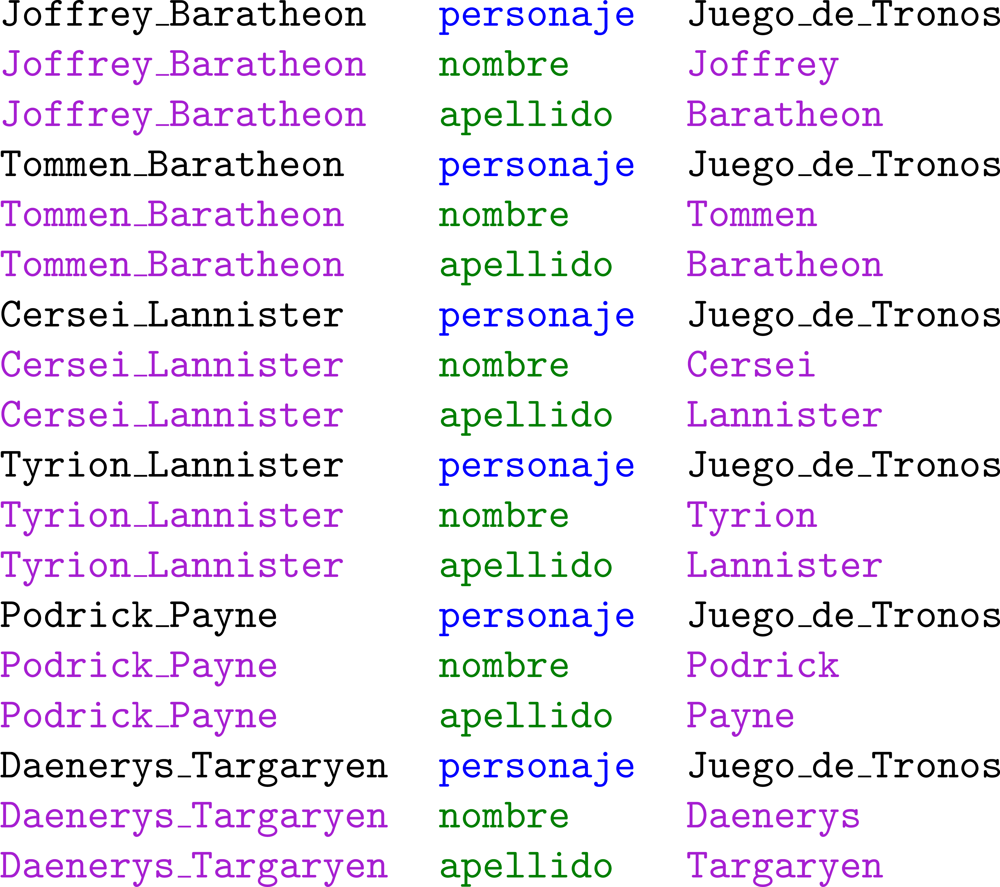 Joffrey_Baratheon personaje Juego_de_Tronos
Joffrey_Baratheon nombre Joffrey
Joffrey_Baratheon apellido Baratheon
Tommen_Baratheon personaje Juego_de_Tronos
Tommen_Baratheon nombre Tommen
Tommen_Baratheon apellido Baratheon
Cersei_Lannister personaje Juego_de_Tronos
Cersei_Lannister nombre Cersei
Cersei_Lannister apellido Lannister
Tyrion_Lannister personaje Juego_de_Tronos
Tyrion_Lannister nombre Tyrion
Tyrion_Lannister apellido Lannister
Podrick_Payne personaje Juego_de_Tronos
Podrick_Payne nombre Podrick
Podrick_Payne apellido Payne
Daenerys_Targaryen personaje Juego_de_Tronos
Daenerys_Targaryen nombre Daenerys
Daenerys_Targaryen apellido Targaryen